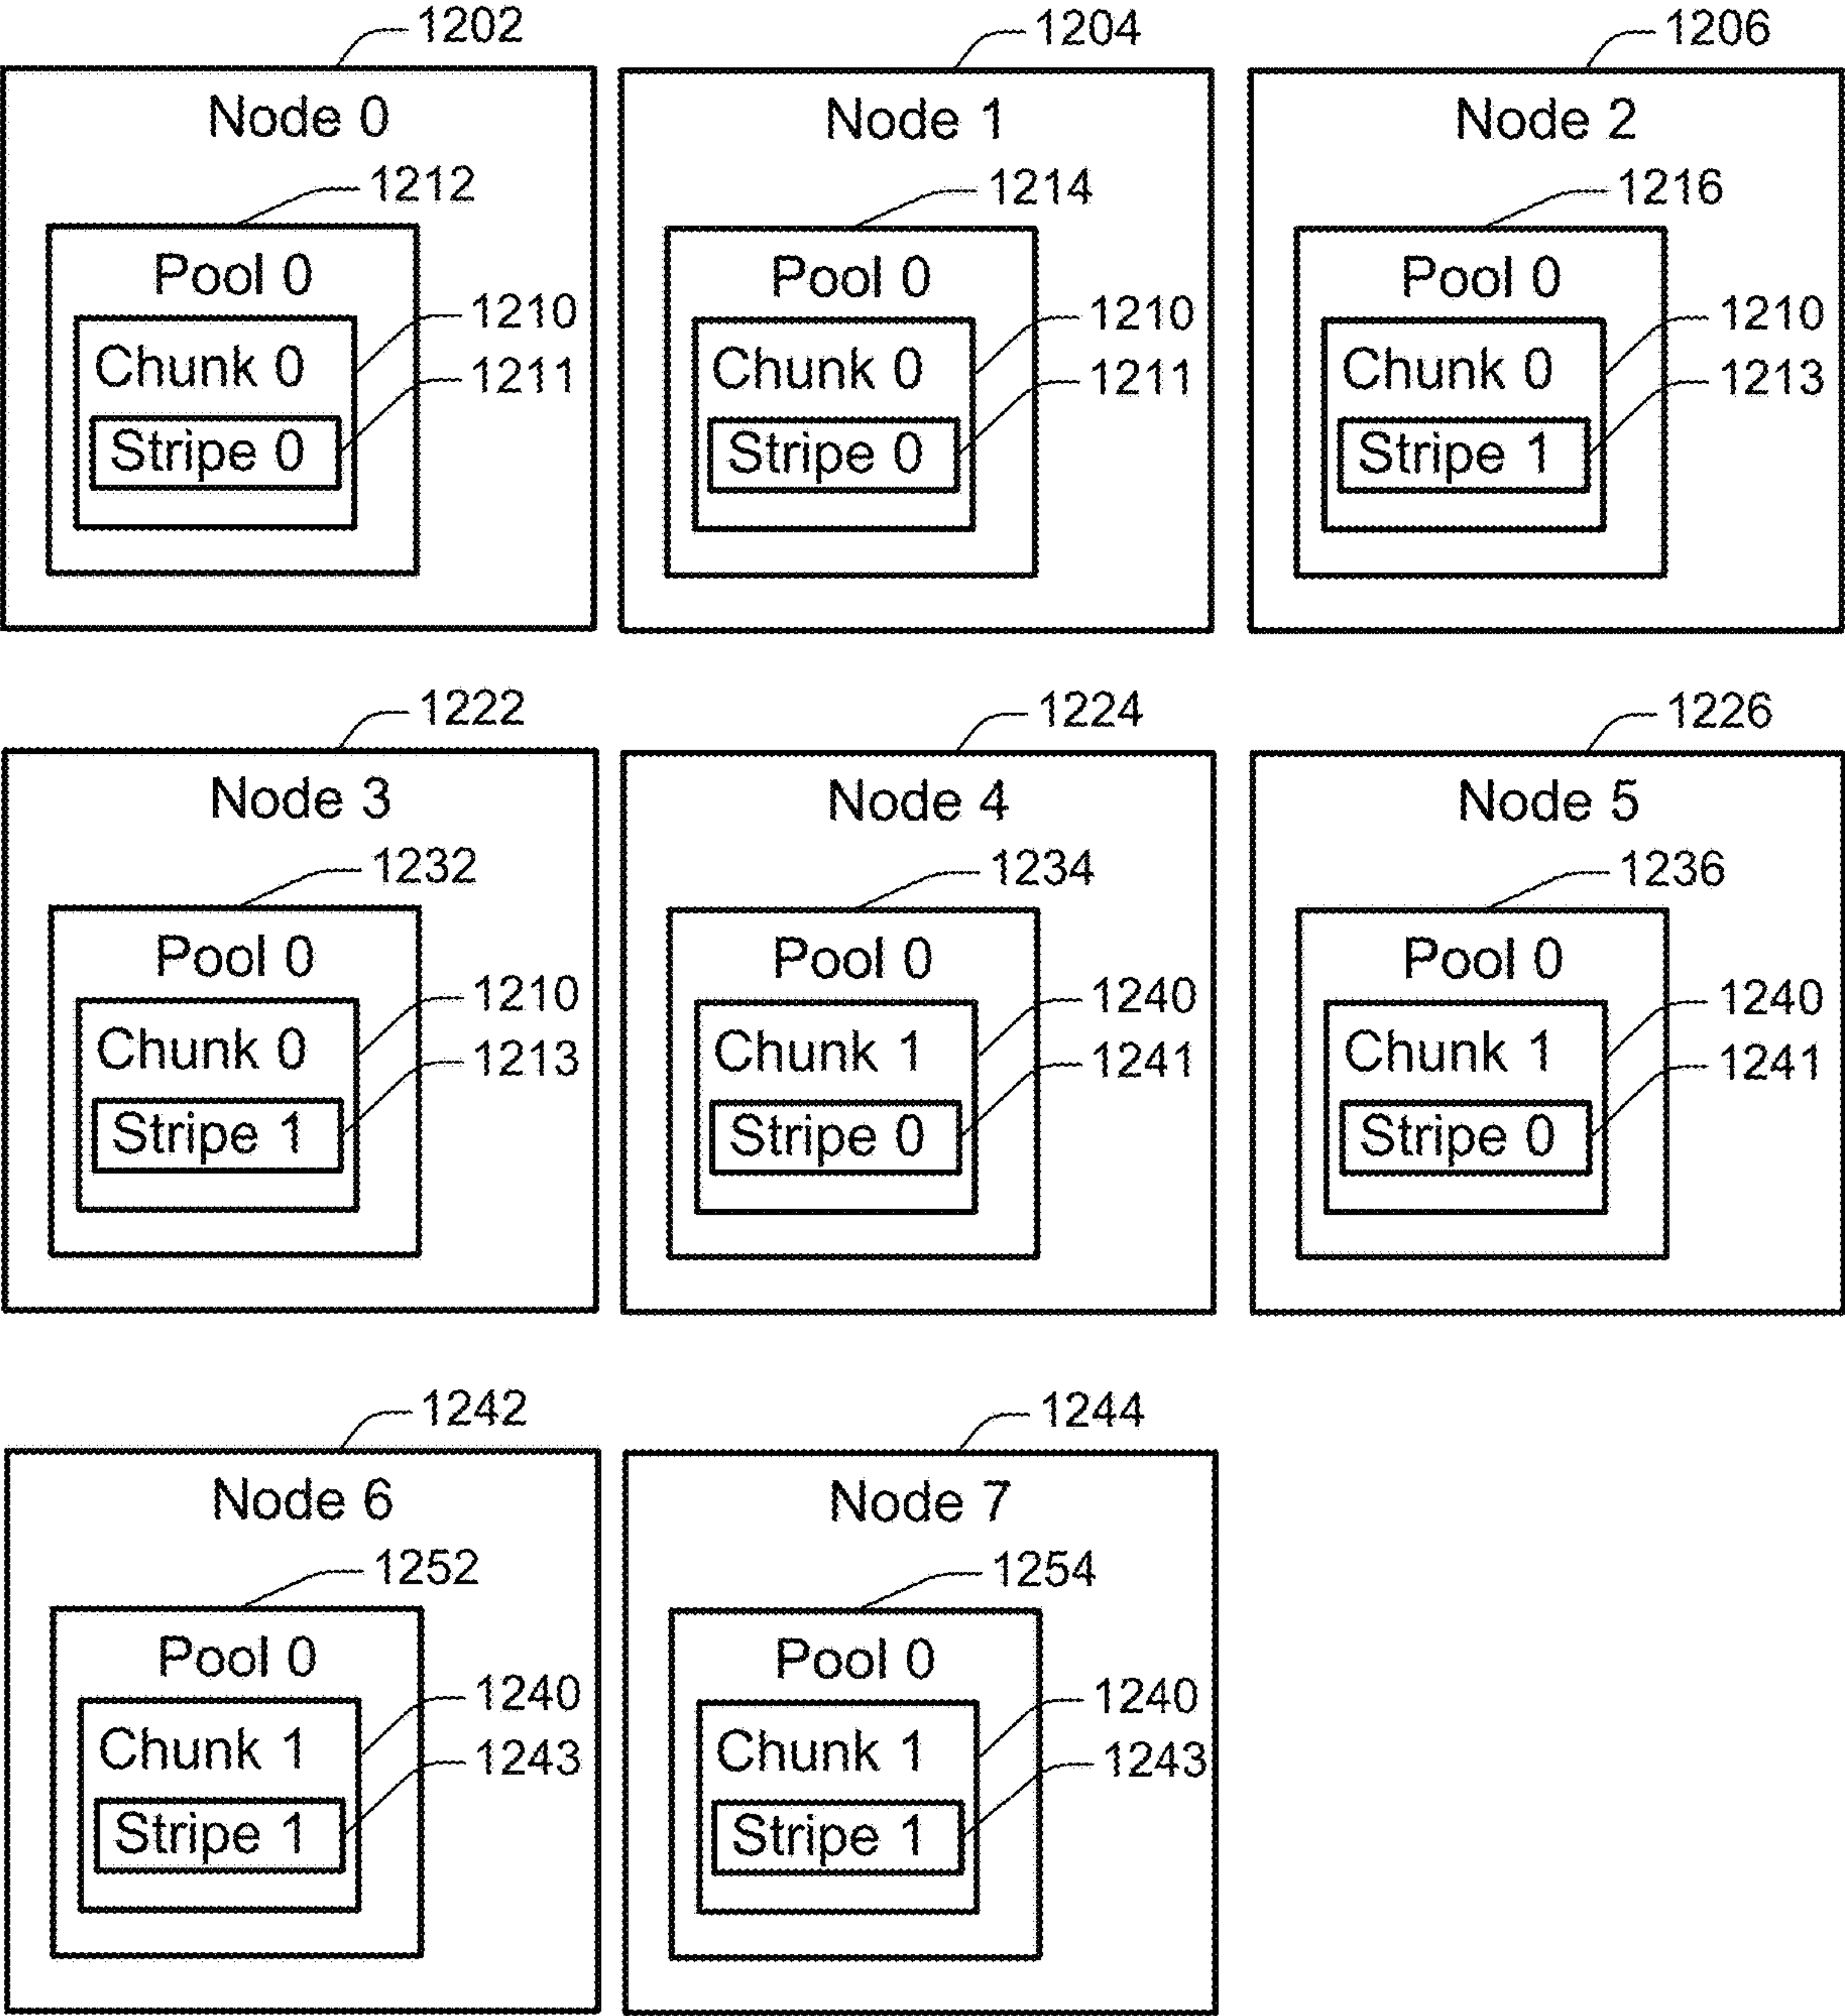 1202
Node 0
1212
Pool 0
1210
Chunk 0
1211
Stripe 0
1204
Node 1
1214
Pool 0
1210
Chunk 0
1211
Stripe 0
1206
Node 2
1216
Pool 0
1210
Chunk 0
1213
Stripe 1
1222
Node 3
1232
Pool 0
1210
Chunk 0
1213
Stripe 1
1224
Node 4
1234
Pool 0
1240
Chunk 1
1241
Stripe 0
1226
Node 5
1236
Pool 0
1240
Chunk 1
1241
Stripe 0
1242
Node 6
1252
Pool 0
1240
Chunk 1
1243
Stripe 1
1244
Node 7
1254
Pool 0
1240
Chunk 1
1243
Stripe 1